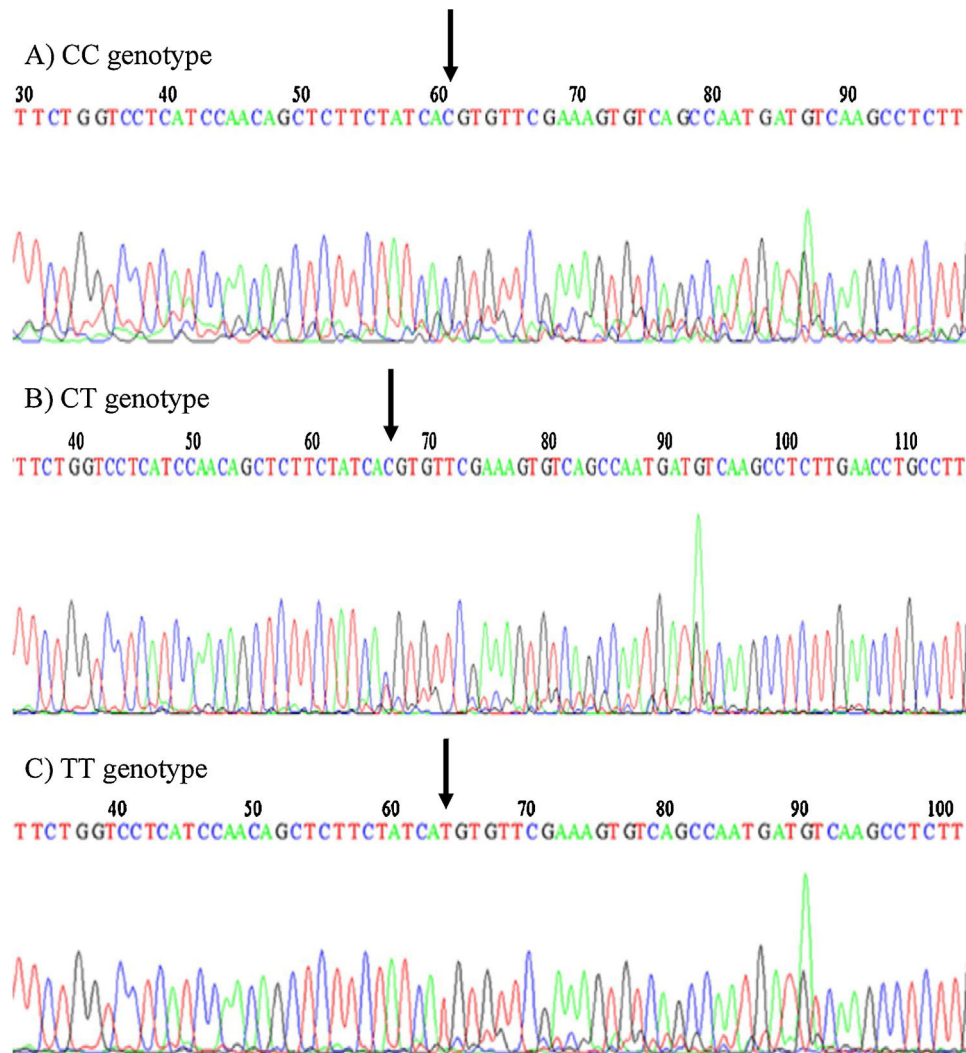 A) CC genotype
30 40 50 60 70 80 90
TTCTGGTCCTCATCCAACAGCTCTTCTATCACGTGTTCGAAAGTGTCAGCCAATGATGTCAAGCCTCTT
B) CT genotype
40 50 60 70 80 90 100 110
TTCTGGTCCTCATCCAACAGCTCTTCTATCACGTGTTCGAAAGTGTCAGCCAATGATGTCAAGCCTCTTGAACCTGCCTT
C) TT genotype
40 50 60 70 80 90 100
TTCTGGTCCTCATCCAACAGCTCTTCTATCATGTGTTCGAAAGTGTCAGCCAATGATGTCAAGCCTCTT